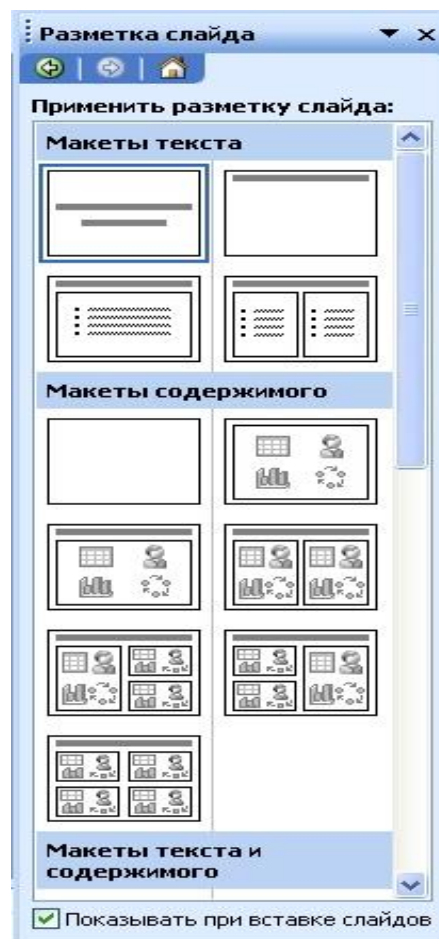 Разметка слайда
Применить разметку слайда:
Макеты текста
Макеты содержимого
Макеты текста и
содержимого
Показывать при вставке слайдов